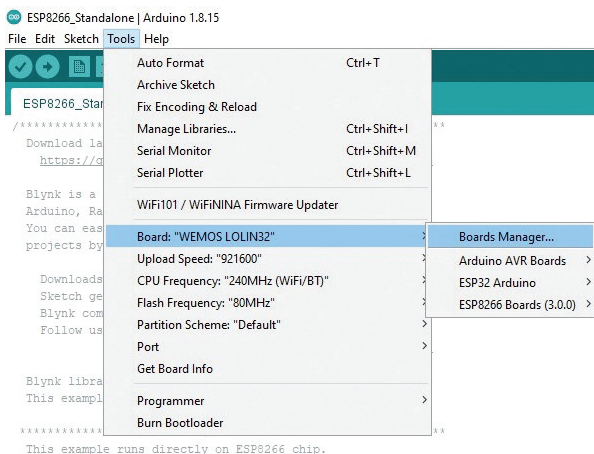 ESP8266_Standalone | Arduino 1.8.15
File Edit Sketch Tools Help
Auto Format Ctrl+T
Archive Sketch
Fix Encoding & Reload
Manage Libraries... Ctrl+Shift+I
Serial Monitor Ctrl+Shift+M
Serial Plotter Ctrl+Shift+L
WiFi101 / WiFiNINA Firmware Updater
Board: "WEMOS LOLIN32"
Upload Speed: "921600"
CPU Frequency: "240MHz (WiFi/BT)"
Flash Frequency: "80MHz"
Partition Scheme: "Default"
Port
Get Board Info
Programmer
Burn Bootloader
Boards Manager...
Arduino AVR Boards
ESP32 Arduino
ESP8266 Boards (3.0.0)
ESP8266_Stan
/************ **
Download la
https://g
Blynk is a
Arduino, Ra
You can eas
projects by
Downloads
Sketch ge
Blynk com
Follow us
Blynk libra
This exampl
************ **
This example runs directly on ESP8266 chip.